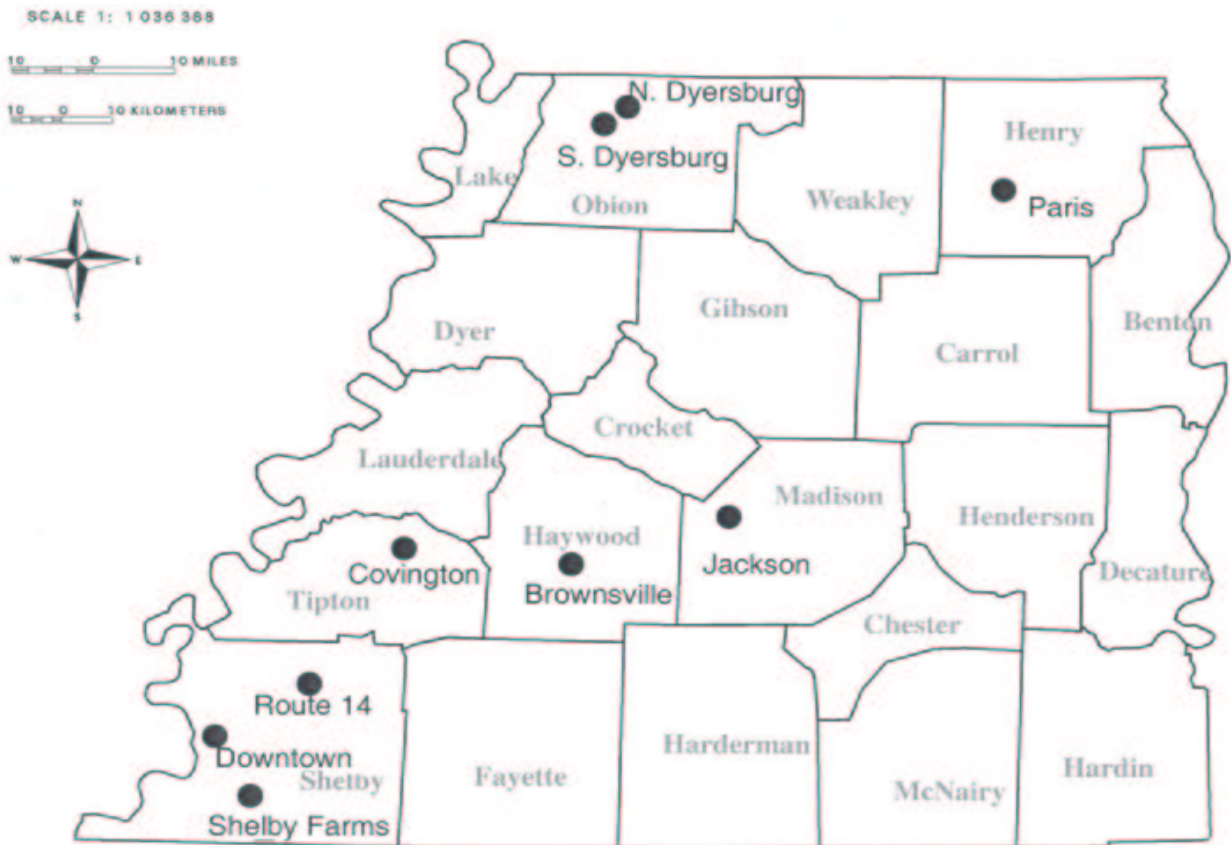 SCALE 1: 1 036 388
10 0 10 MILES
10 0 10 KILOMETERS
N
W E
S
N. Dyersburg
S. Dyersburg
Lake
Obion
Weakley
Henry
Paris
Dyer
Gibson
Carrol
Benton
Crocket
Lauderdale
Madison
Haywood
Henderson
Covington
Jackson
Decature
Brownsville
Tipton
Chester
Route 14
Downtown
Shelby
Fayette
Harderman
McNairy
Hardin
Shelby Farms